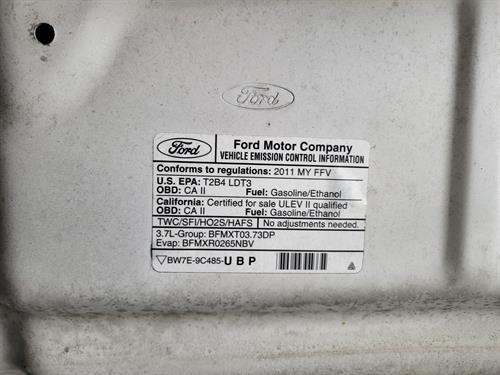 Ford
Ford
Ford Motor Company
VEHICLE EMISSION CONTROL INFORMATION
Conforms to regulations: 2011 MY FFV
U.S. EPA: T2B4 LDT3
OBD: CA II Fuel: Gasoline/Ethanol
California: Certified for sale ULEV II qualified
OBD: CA II Fuel: Gasoline/Ethanol
TWC/SFI/HO2S/HAFS No adjustments needed.
3.7L-Group: BFMXT03.73DP
Evap: BFMXR0265NBV
BW7E-9C485-UBP